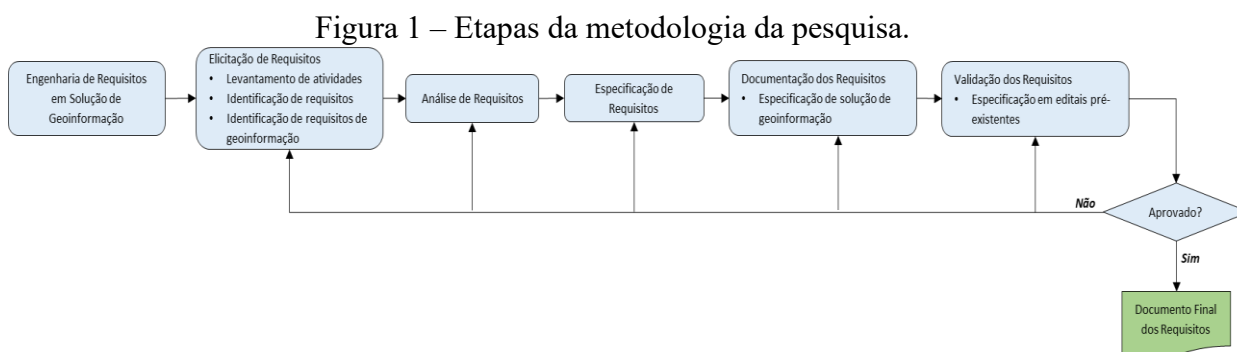 Figura 1 – Etapas da metodologia da pesquisa.
Engenharia de Requisitos
em Solução de
Geoinformação
Elicitação de Requisitos
• Levantamento de atividades
• Identificação de requisitos
• Identificação de requisitos de
geoinformação
Análise de Requisitos
Especificação de
Requisitos
Documentação dos Requisitos
• Especificação de solução de
geoinformação
Validação dos Requisitos
• Especificação em editais pré-
existentes
Não
Aprovado?
Sim
Documento Final
dos Requisitos